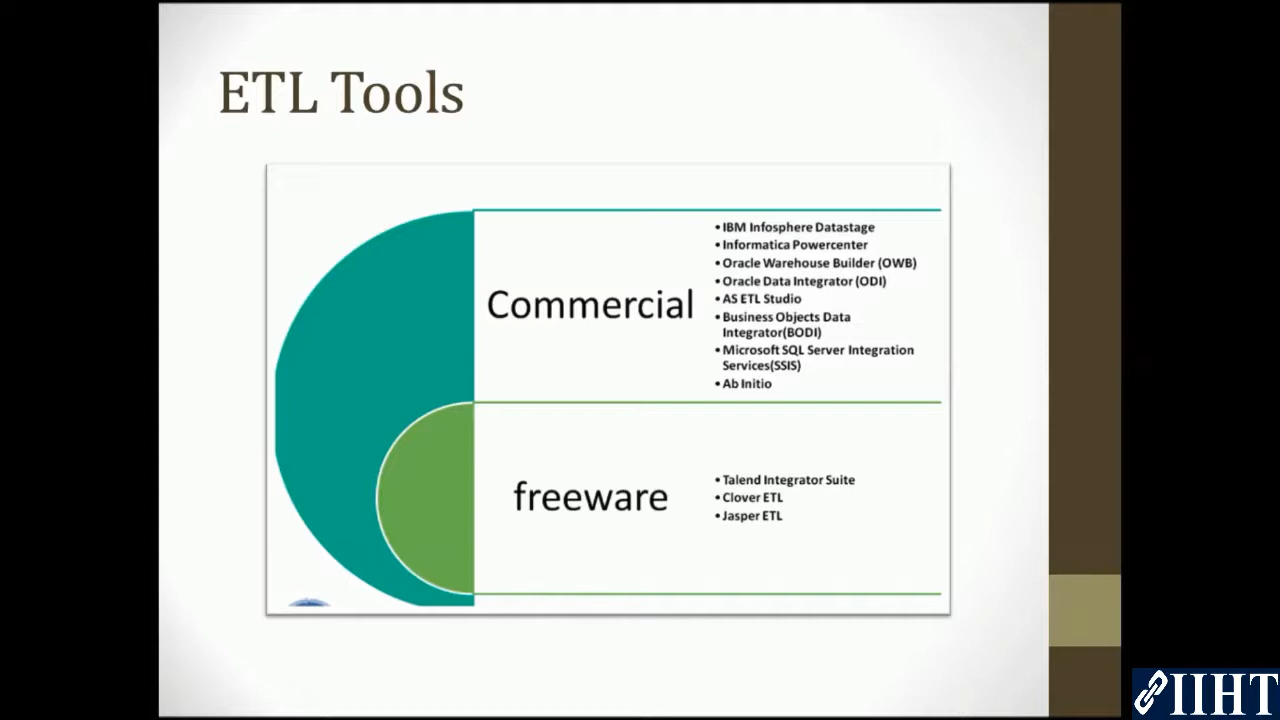 ETL Tools
Commercial
• IBM Infosphere Datastage
• Informatica Powercenter
• Oracle Warehouse Builder (OWB)
• Oracle Data Integrator (ODI)
• AS ETL Studio
• Business Objects Data
Integrator(BODI)
• Microsoft SQL Server Integration
Services(SSIS)
• Ab Initio
freeware
• Talend Integrator Suite
• Clover ETL
• Jasper ETL
IIHT